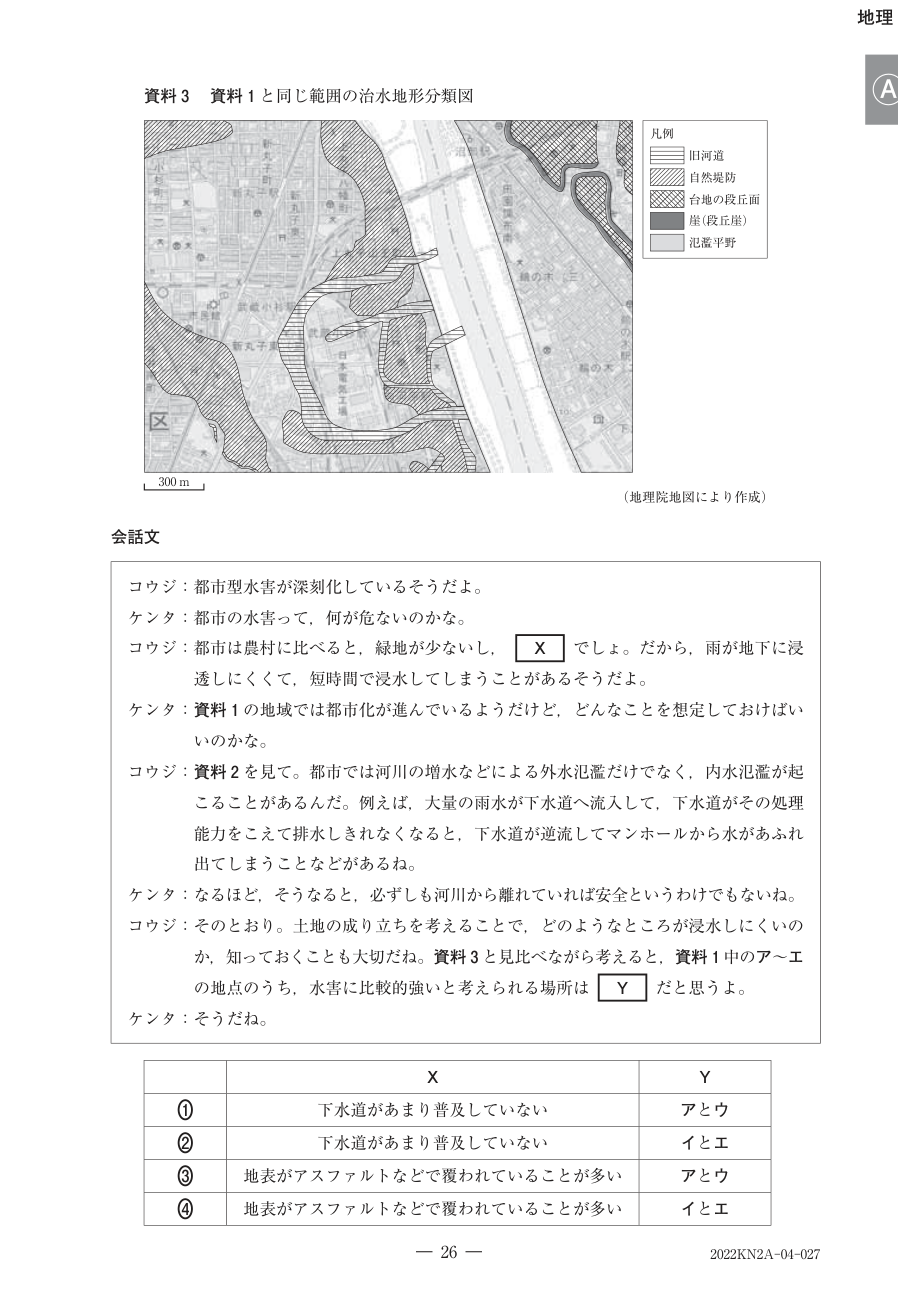 地理
Ⓐ
資料3 資料1と同じ範囲の治水地形分類図
凡例
旧河道
自然堤防
台地の段丘面
崖(段丘崖)
氾濫平野
新丸子東
武蔵小杉駅
日本電気工場
市民館
区
300 m
(地理院地図により作成)
会話文
コウジ：都市型水害が深刻化しているそうだよ。
ケンタ：都市の水害って，何が危ないのかな。
コウジ：都市は農村に比べると，緑地が少ないし， X でしょ。だから，雨が地下に浸
透しにくくて，短時間で浸水してしまうことがあるそうだよ。
ケンタ：資料1の地域では都市化が進んでいるようだけど，どんなことを想定しておけばい
いのかな。
コウジ：資料2を見て。都市では河川の増水などによる外水氾濫だけでなく，内水氾濫が起
こることがあるんだ。例えば，大量の雨水が下水道へ流入して，下水道がその処理
能力をこえて排水しきれなくなると，下水道が逆流してマンホールから水があふれ
出てしまうことなどがあるね。
ケンタ：なるほど，そうなると，必ずしも河川から離れていれば安全というわけでもないね。
コウジ：そのとおり。土地の成り立ちを考えることで，どのようなところが浸水しにくいの
か，知っておくことも大切だね。資料3と見比べながら考えると，資料1中のア～エ
の地点のうち，水害に比較的強いと考えられる場所は Y だと思うよ。
ケンタ：そうだね。
X Y
① 下水道があまり普及していない アとウ
② 下水道があまり普及していない イとエ
③ 地表がアスファルトなどで覆われていることが多い アとウ
④ 地表がアスファルトなどで覆われていることが多い イとエ
― 26 ―
2022KN2A-04-027